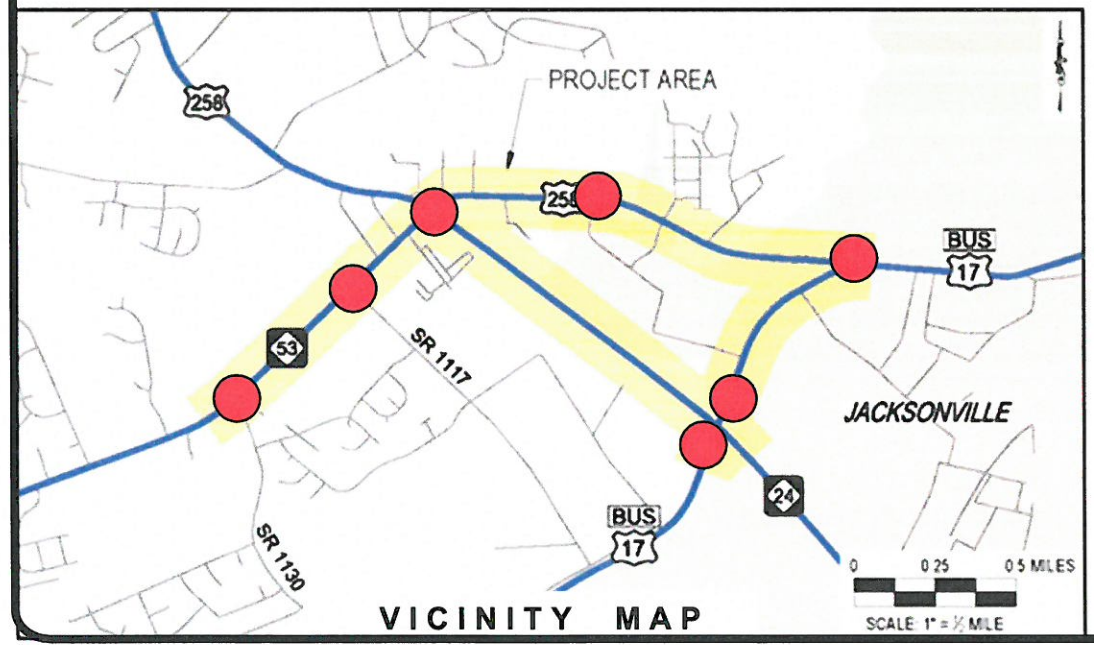 PROJECT AREA
258
258
BUS
17
53
SR 1117
JACKSONVILLE
24
BUS
17
SR 1130
0 0 25 0 5 MILES
SCALE: 1" = ½ MILE
VICINITY MAP